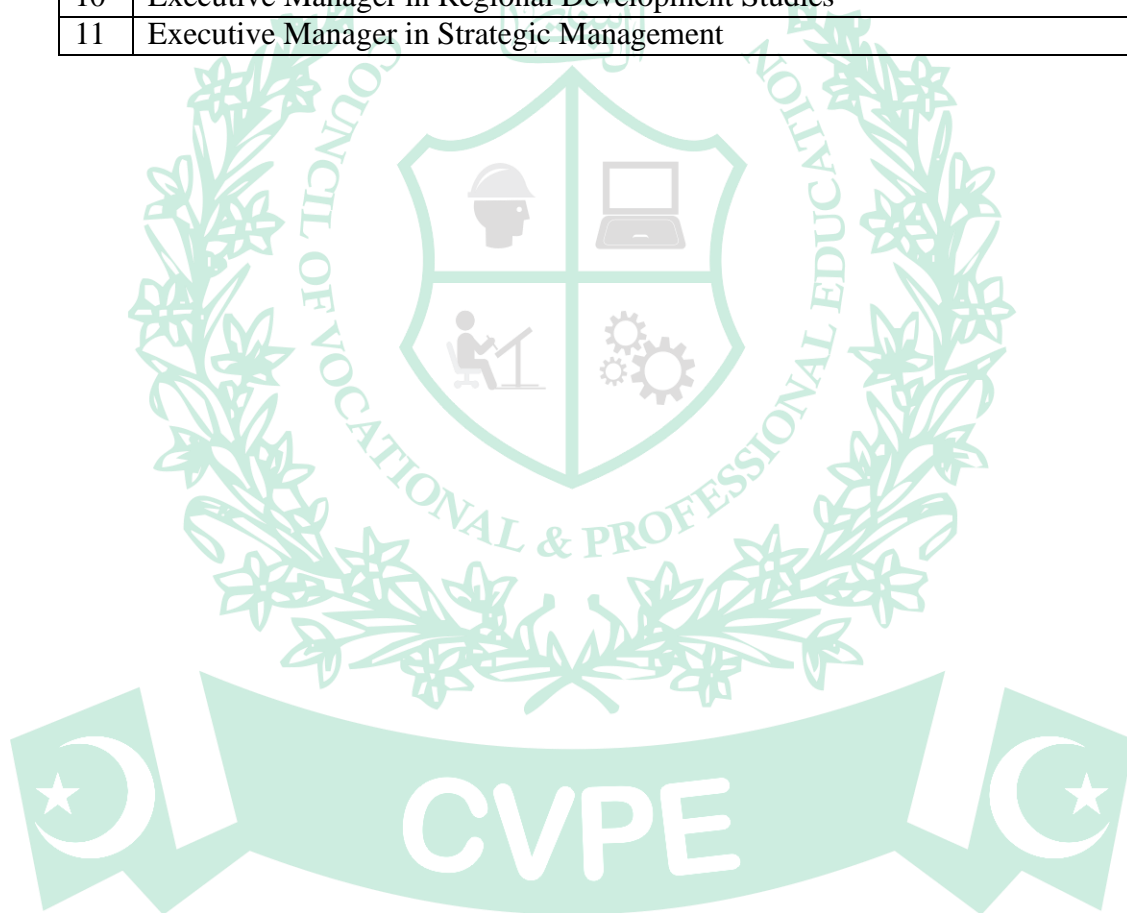 10 Executive Manager in Regional Development Studies
11 Executive Manager in Strategic Management
COUNCIL OF VOCATIONAL & PROFESSIONAL EDUCATION
CVPE